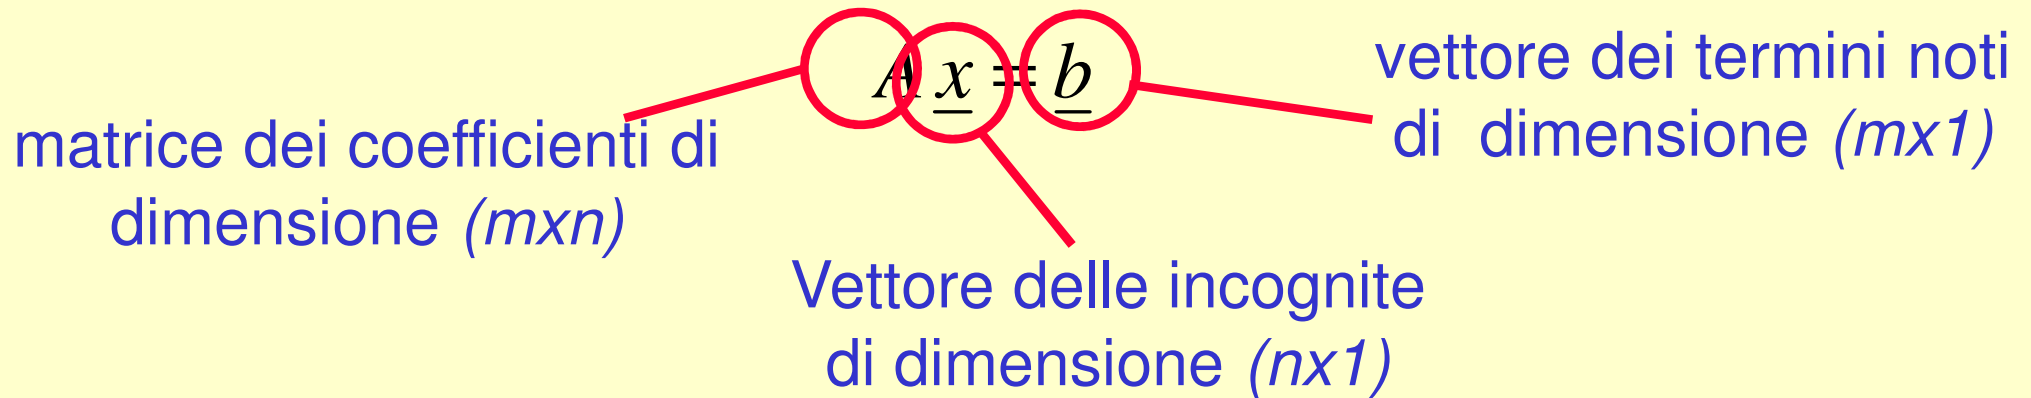 A x = b
vettore dei termini noti
di dimensione (mx1)
matrice dei coefficienti di
dimensione (mxn)
Vettore delle incognite
di dimensione (nx1)